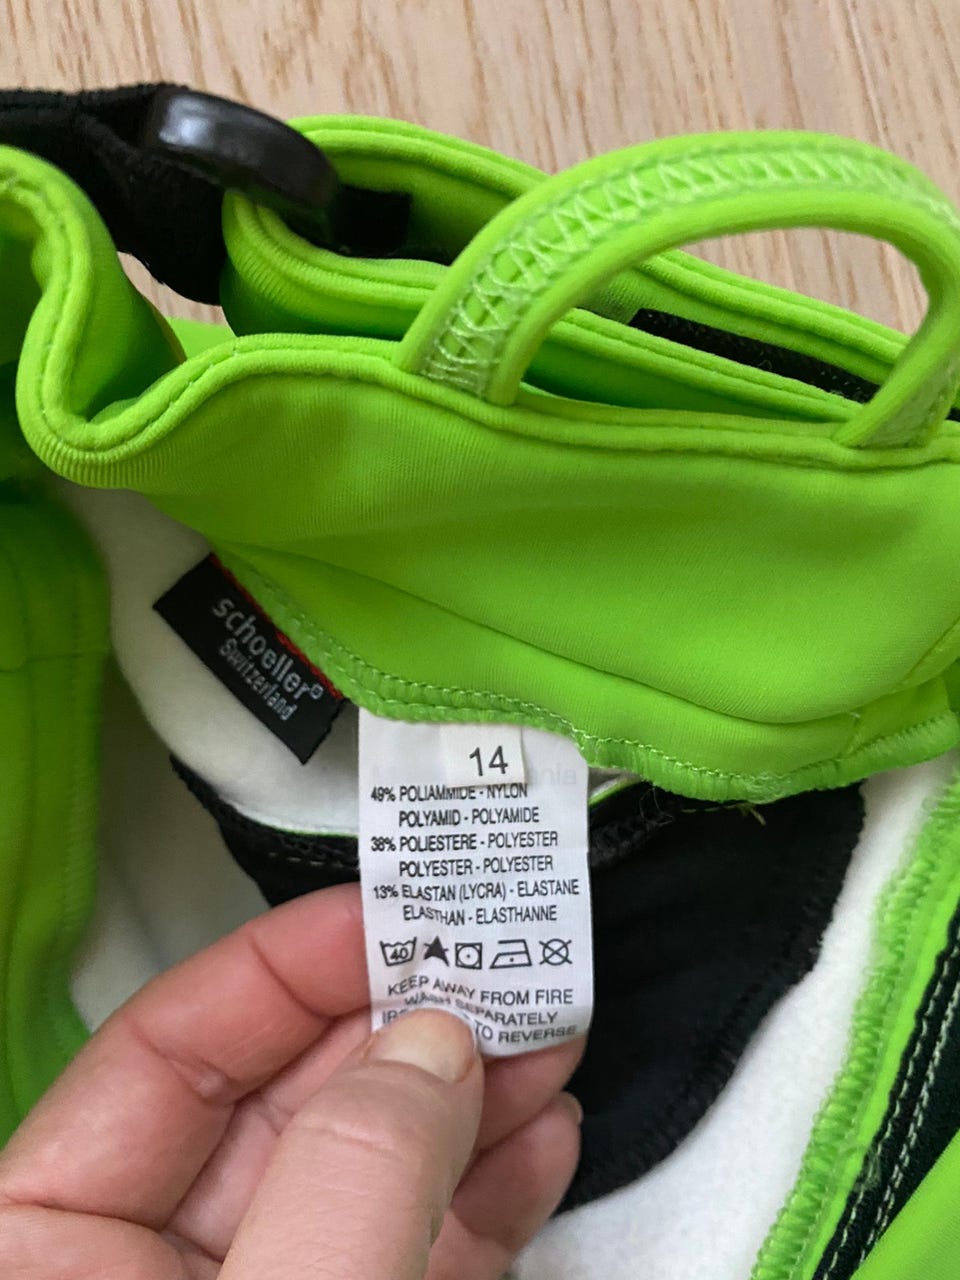 schoeller®
Switzerland
14
49% POLIAMMIDE - NYLON
POLYAMID - POLYAMIDE
38% POLIESTERE - POLYESTER
POLYESTER - POLYESTER
13% ELASTAN (LYCRA) - ELASTANE
ELASTHAN - ELASTHANNE
40
KEEP AWAY FROM FIRE
WASH SEPARATELY
TO REVERSE